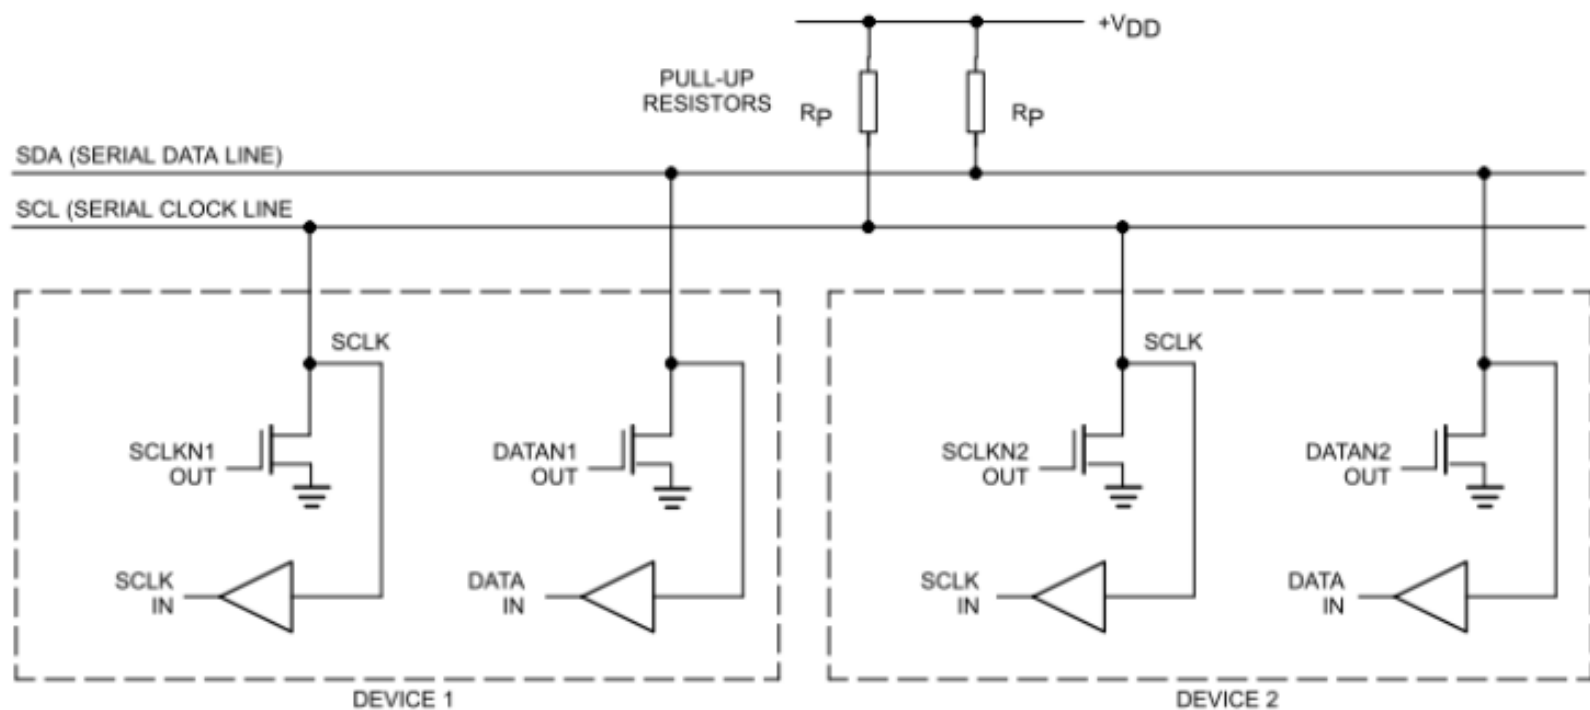 +VDD
PULL-UP
RESISTORS
RP
RP
SDA (SERIAL DATA LINE)
SCL (SERIAL CLOCK LINE
SCLK
SCLKN1
OUT
DATAN1
OUT
SCLK
IN
DATA
IN
DEVICE 1
SCLK
SCLKN2
OUT
DATAN2
OUT
SCLK
IN
DATA
IN
DEVICE 2